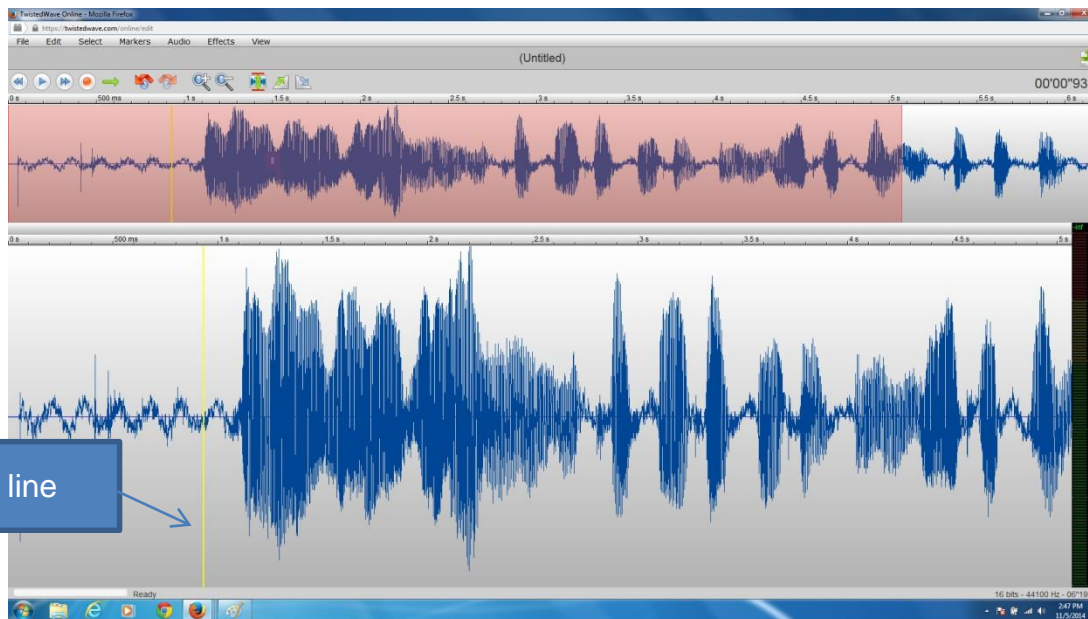 TwistedWave Online - Mozilla Firefox
https://twistedwave.com/online/edit
File Edit Select Markers Audio Effects View
(Untitled)
00'00"93
0 s 500 ms 1 s 1.5 s 2 s 2.5 s 3 s 3.5 s 4 s 4.5 s 5 s 5.5 s 6 s
0 s 500 ms 1 s 1.5 s 2 s 2.5 s 3 s 3.5 s 4 s 4.5 s 5 s
-inf
line
Ready
16 bits - 44100 Hz - 06"19
2:47 PM
11/5/2014